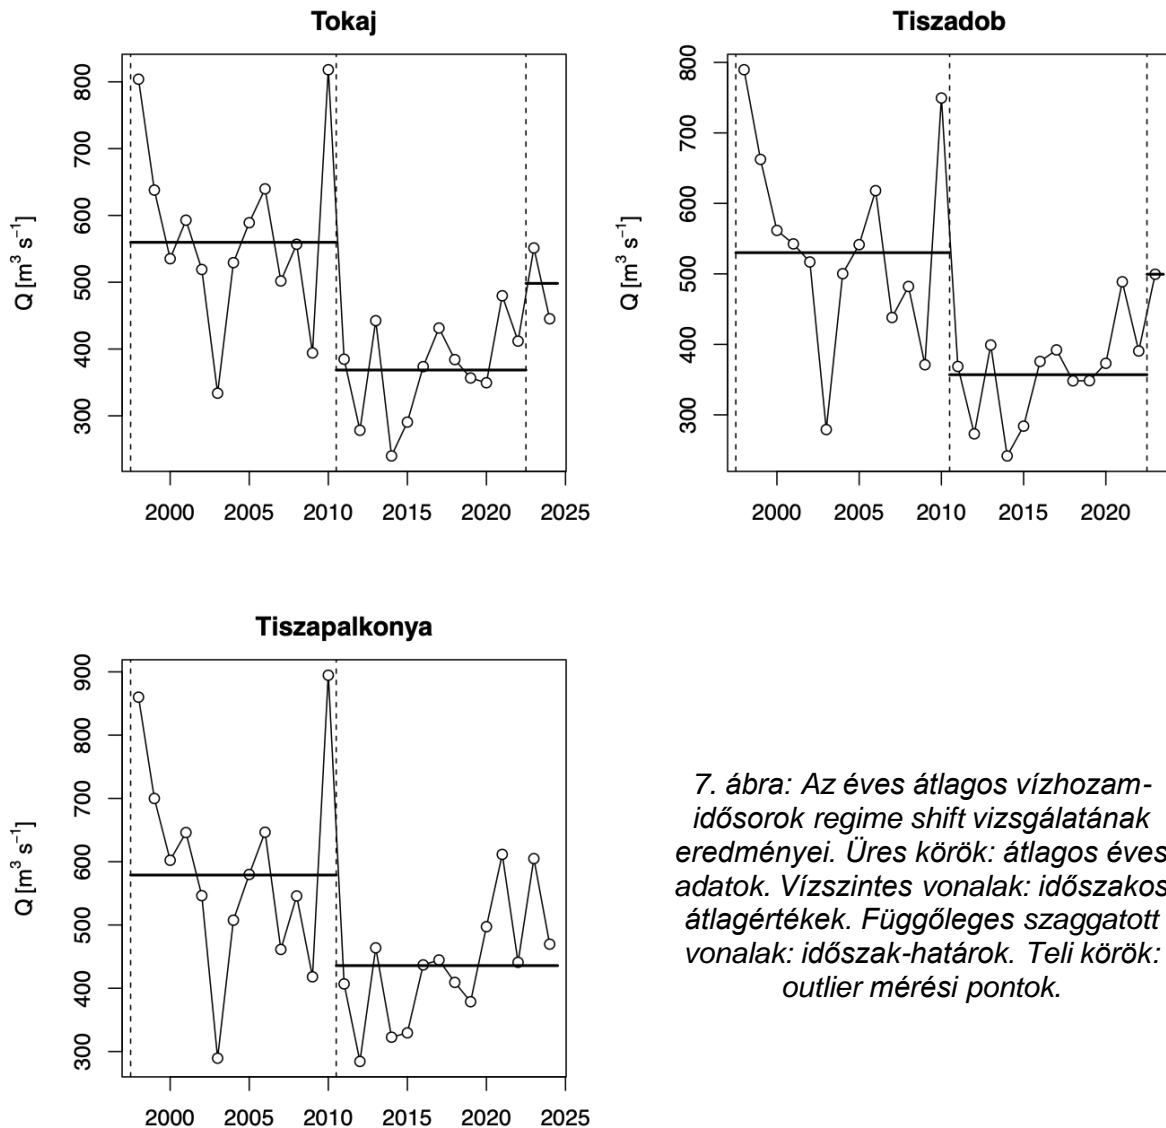 Tokaj
Q [m³ s⁻¹]
800
700
600
500
400
300
2000 2005 2010 2015 2020 2025
Tiszadob
Q [m³ s⁻¹]
800
700
600
500
400
300
2000 2005 2010 2015 2020
Tiszapalkonya
Q [m³ s⁻¹]
900
800
700
600
500
400
300
2000 2005 2010 2015 2020 2025
7. ábra: Az éves átlagos vízhozam-
idősorok regime shift vizsgálatának
eredményei. Üres körök: átlagos éves
adatok. Vízszintes vonalak: időszakos
átlagértékek. Függőleges szaggatott
vonalak: időszak-határok. Teli körök:
outlier mérési pontok.